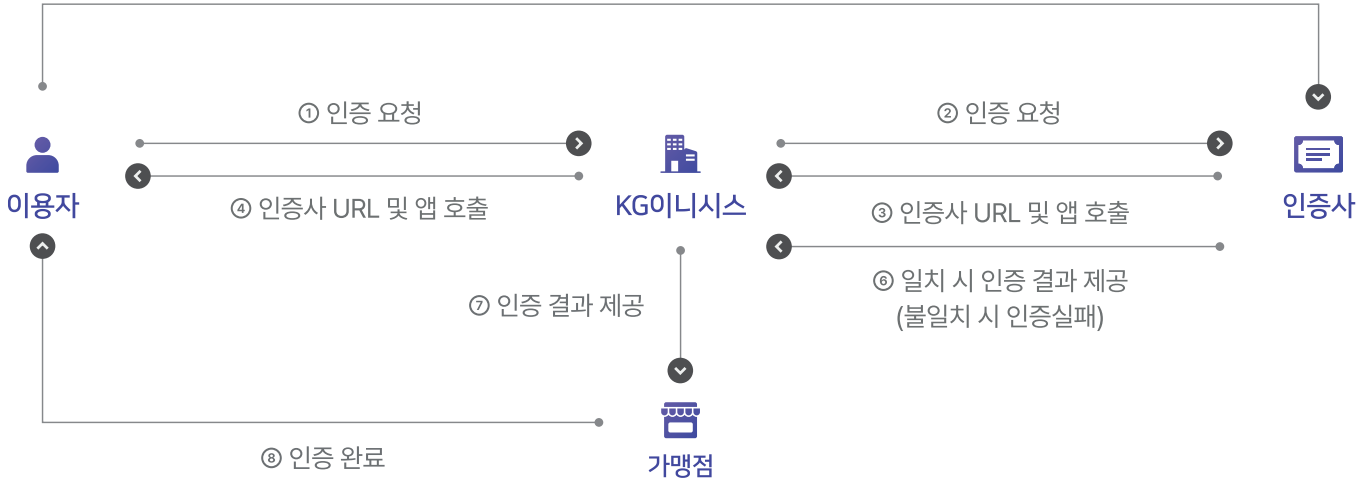 ① 인증 요청
② 인증 요청
이용자
④ 인증사 URL 및 앱 호출
KG이니시스
③ 인증사 URL 및 앱 호출
인증사
⑥ 일치 시 인증 결과 제공
(불일치 시 인증실패)
⑦ 인증 결과 제공
⑧ 인증 완료
가맹점